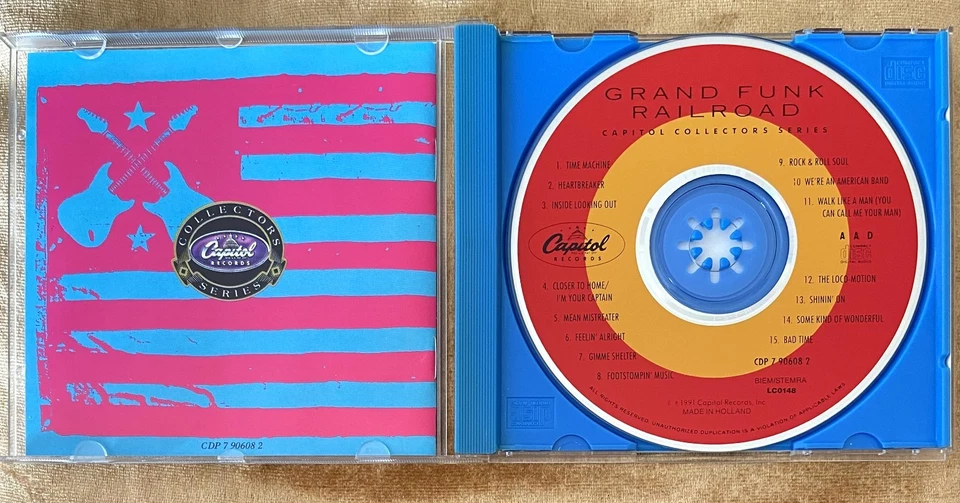 COLLECTORS
Capitol
RECORDS
SERIES
CDP 7 90608 2
GRAND FUNK
RAILROAD
CAPITOL COLLECTORS SERIES
1. TIME MACHINE
2. HEARTBREAKER
3. INSIDE LOOKING OUT
Capitol
RECORDS
4. CLOSER TO HOME/
I'M YOUR CAPTAIN
5. MEAN MISTREATER
6. FEELIN' ALRIGHT
7. GIMME SHELTER
8. FOOTSTOMPIN' MUSIC
9. ROCK & ROLL SOUL
10 WE'RE AN AMERICAN BAND
11. WALK LIKE A MAN (YOU
CAN CALL ME YOUR MAN)
AAD
disc
12. THE LOCO-MOTION
13. SHININ' ON
14. SOME KIND OF WONDERFUL
15. BAD TIME
CDP 7 90608 2
BIEM/STEMRA
LC0148
℗ © 1991 Capitol Records, Inc.
MADE IN HOLLAND
ALL RIGHTS RESERVED. UNAUTHORIZED DUPLICATION IS A VIOLATION OF APPLICABLE LAWS
disc